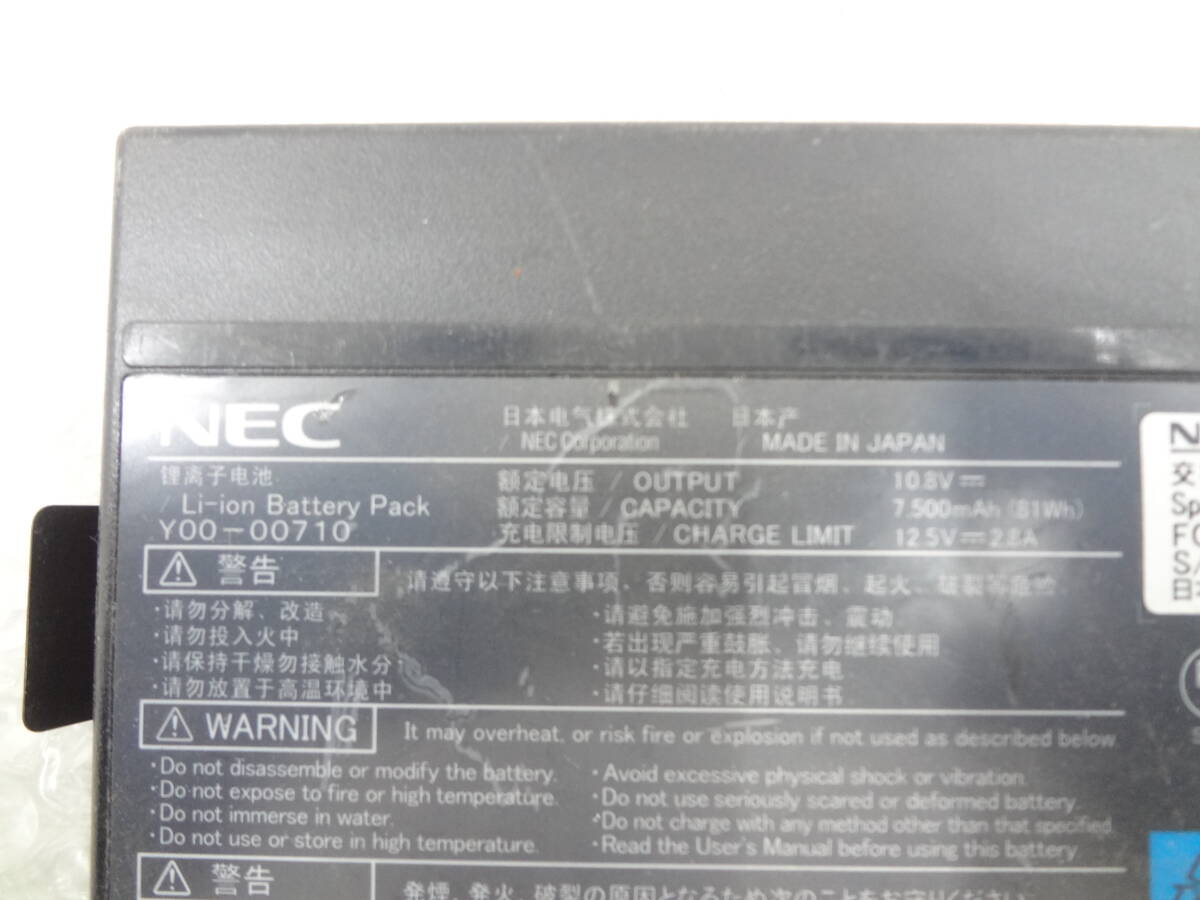 NEC
日本电气株式会社 日本产
/ NEC Corporation / MADE IN JAPAN
锂离子电池
/ Li-ion Battery Pack
Y00-00710
额定电压 / OUTPUT 10.8V⎓
额定容量 / CAPACITY 7,500mAh (81Wh)
充电限制电压 / CHARGE LIMIT 12.5V⎓2.8A
⚠ 警告
请遵守以下注意事项、否则容易引起冒烟、起火、破裂等危险.
·请勿分解、改造
·请勿投入火中
·请保持干燥勿接触水分
·请勿放置于高温环境中
·请避免施加强烈冲击、震动
·若出现严重鼓胀、请勿继续使用
·请以指定充电方法充电
·请仔细阅读使用说明书
⚠ WARNING
It may overheat, or risk fire or explosion if not used as described below
·Do not disassemble or modify the battery.
·Do not expose to fire or high temperature.
·Do not immerse in water.
·Do not use or store in high temperature.
·Avoid excessive physical shock or vibration.
·Do not use seriously scared or deformed battery.
·Do not charge with any method other than that specified.
·Read the User's Manual before using this battery
⚠ 警告
発煙、発火、破裂の原因となるため次のことをお守りください
N
交
Sp
S
日